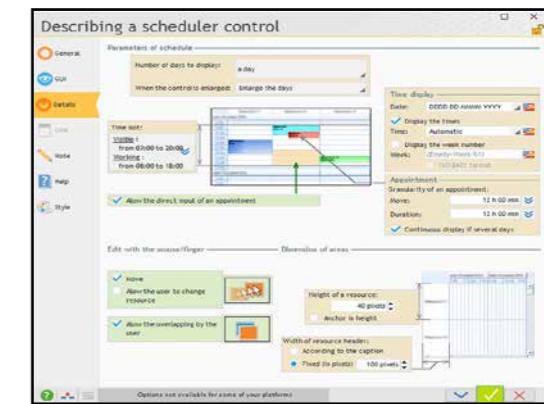 Describing a scheduler control
General
GUI
Details
Note
Help
Style
Parameters of schedule
Number of days to display:
a day
When the control is enlarged:
Enlarge the days
Time slot:
Visible :
from 07:00 to 20:00
Working :
from 08:00 to 18:00
Allow the direct input of an appointment
Time display
Date:
DDDD DD MMMM YYYY
Display the times
Time:
Automatic
Display the week number
Week:
ISO 8601 format
Appointment
Granularity of an appointment:
Move:
12 h 00 min
Duration:
12 h 00 min
Continuous display if several days
Edit with the mouse/finger
Move
Allow the user to change
resource
Allow the overlapping by the
user
Dimension of areas
Height of a resource:
40 pixels
Anchor in height
Width of resource header:
According to the caption
Fixed (in pixels)
100 pixels
Options not available for some of your platforms